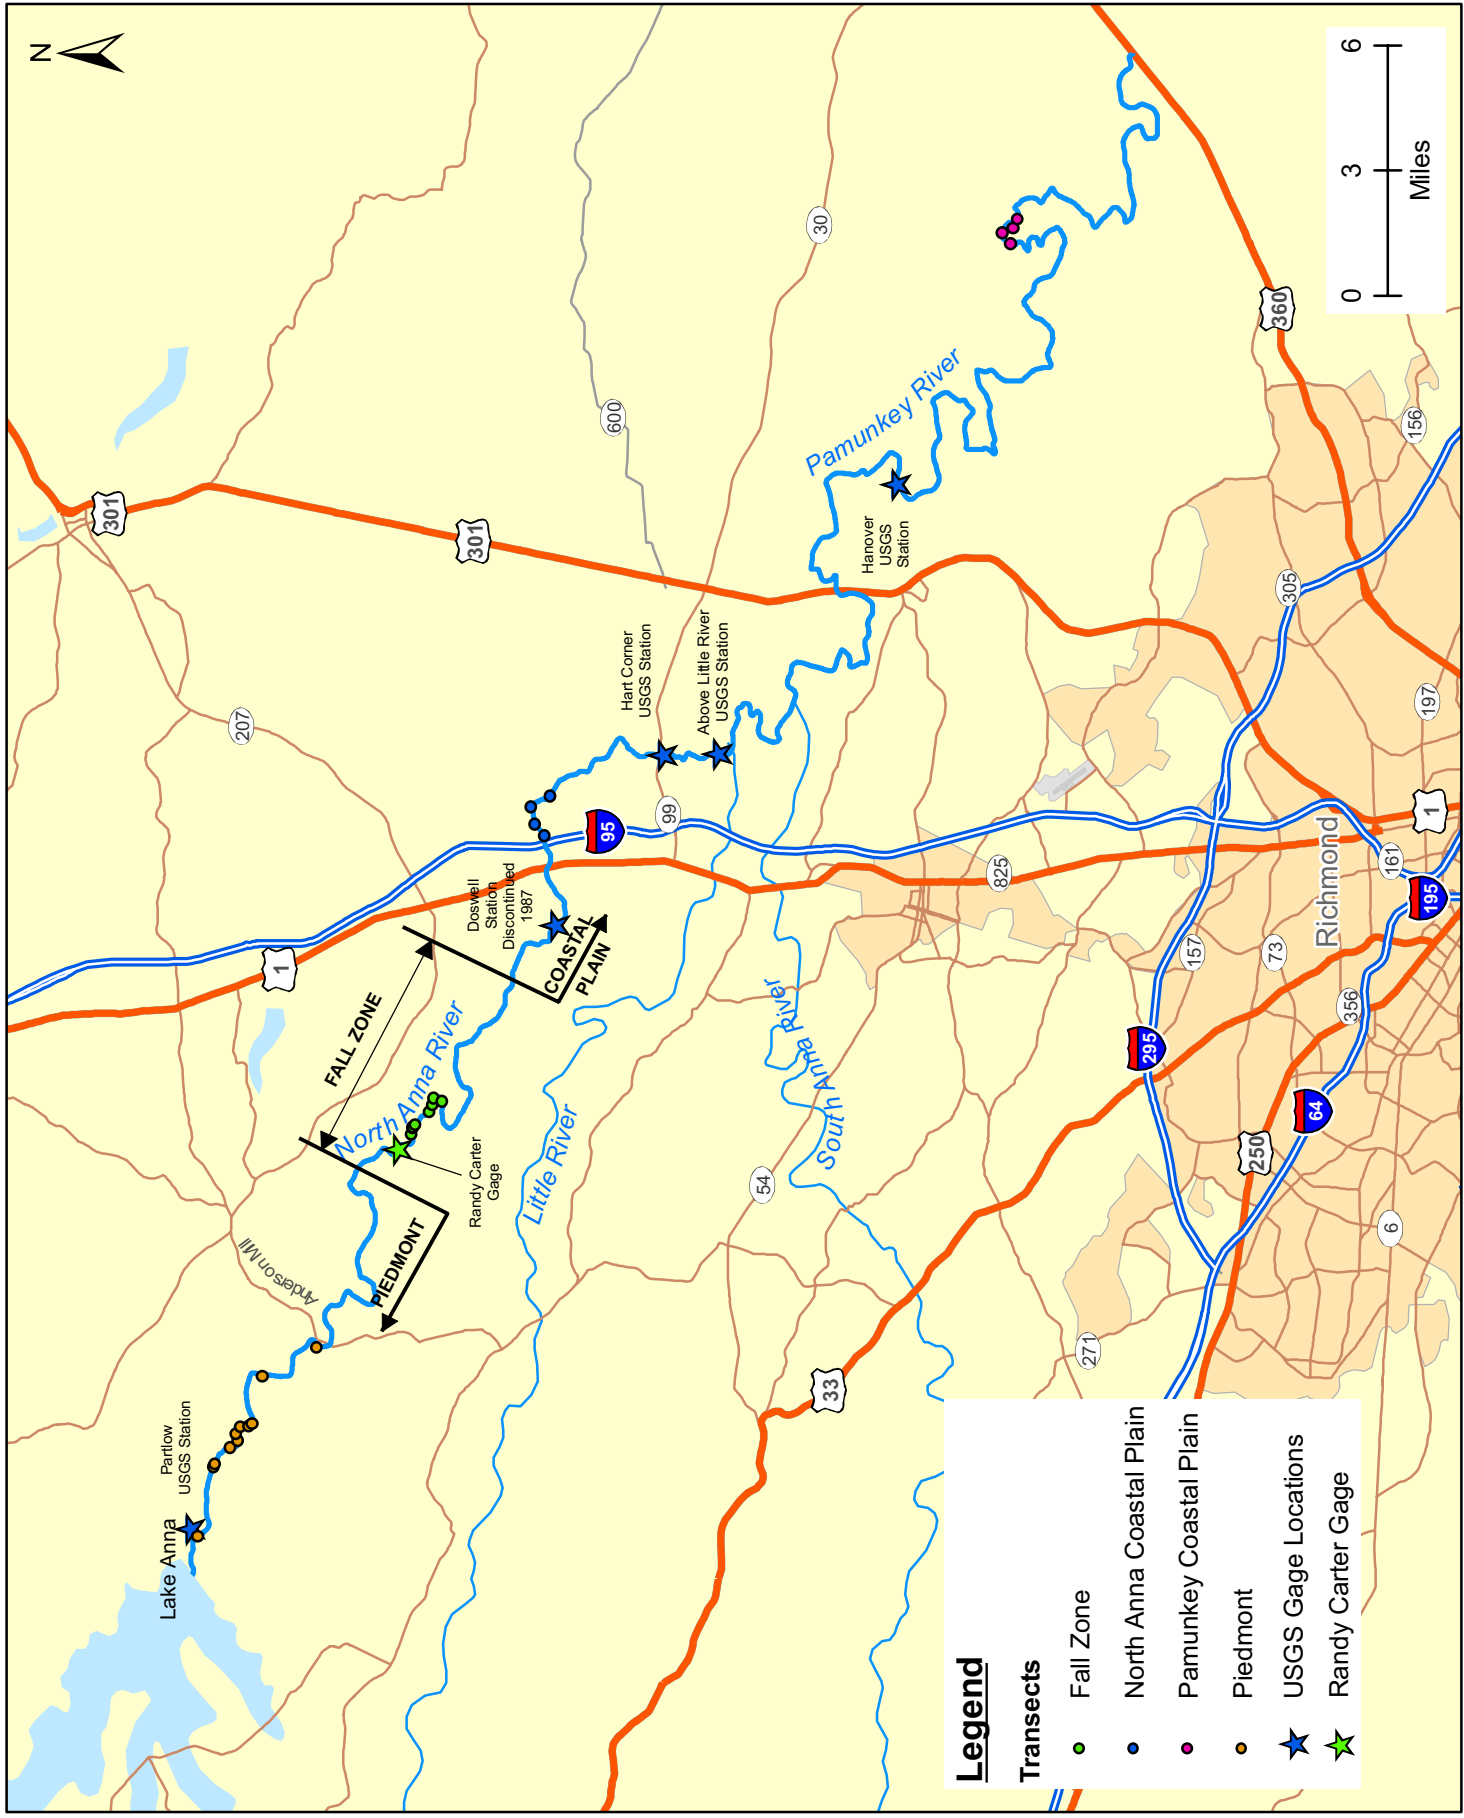 N
Lake Anna
Partlow
USGS Station
Anderson Mill
PIEDMONT
FALL ZONE
COASTAL
PLAIN
North Anna River
Randy Carter
Gage
Little River
South Anna River
Pamunkey River
Doswell
Station
Discontinued
1987
Hart Corner
USGS Station
Above Little River
USGS Station
Hanover
USGS
Station
Richmond
301
301
207
600
30
1
95
99
825
54
33
271
295
64
250
6
356
73
157
161
195
1
197
305
156
360
Legend
Transects
Fall Zone
North Anna Coastal Plain
Pamunkey Coastal Plain
Piedmont
USGS Gage Locations
Randy Carter Gage
0 3 6
Miles